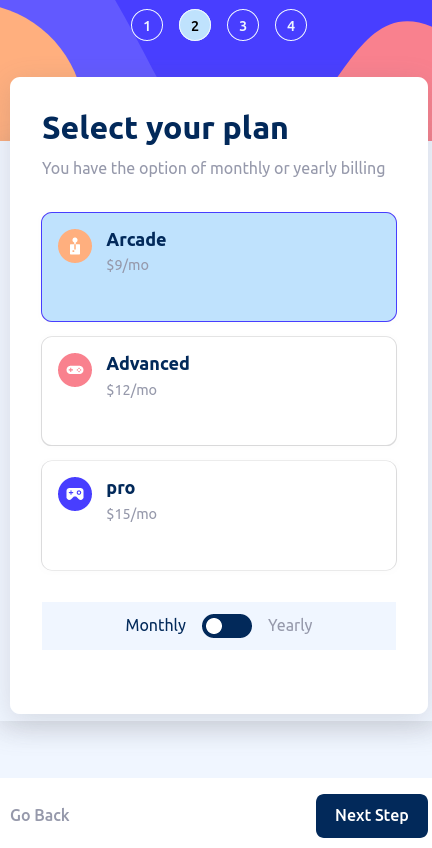 1 2 3 4
Select your plan
You have the option of monthly or yearly billing
Arcade
$9/mo
Advanced
$12/mo
pro
$15/mo
Monthly Yearly
Go Back Next Step